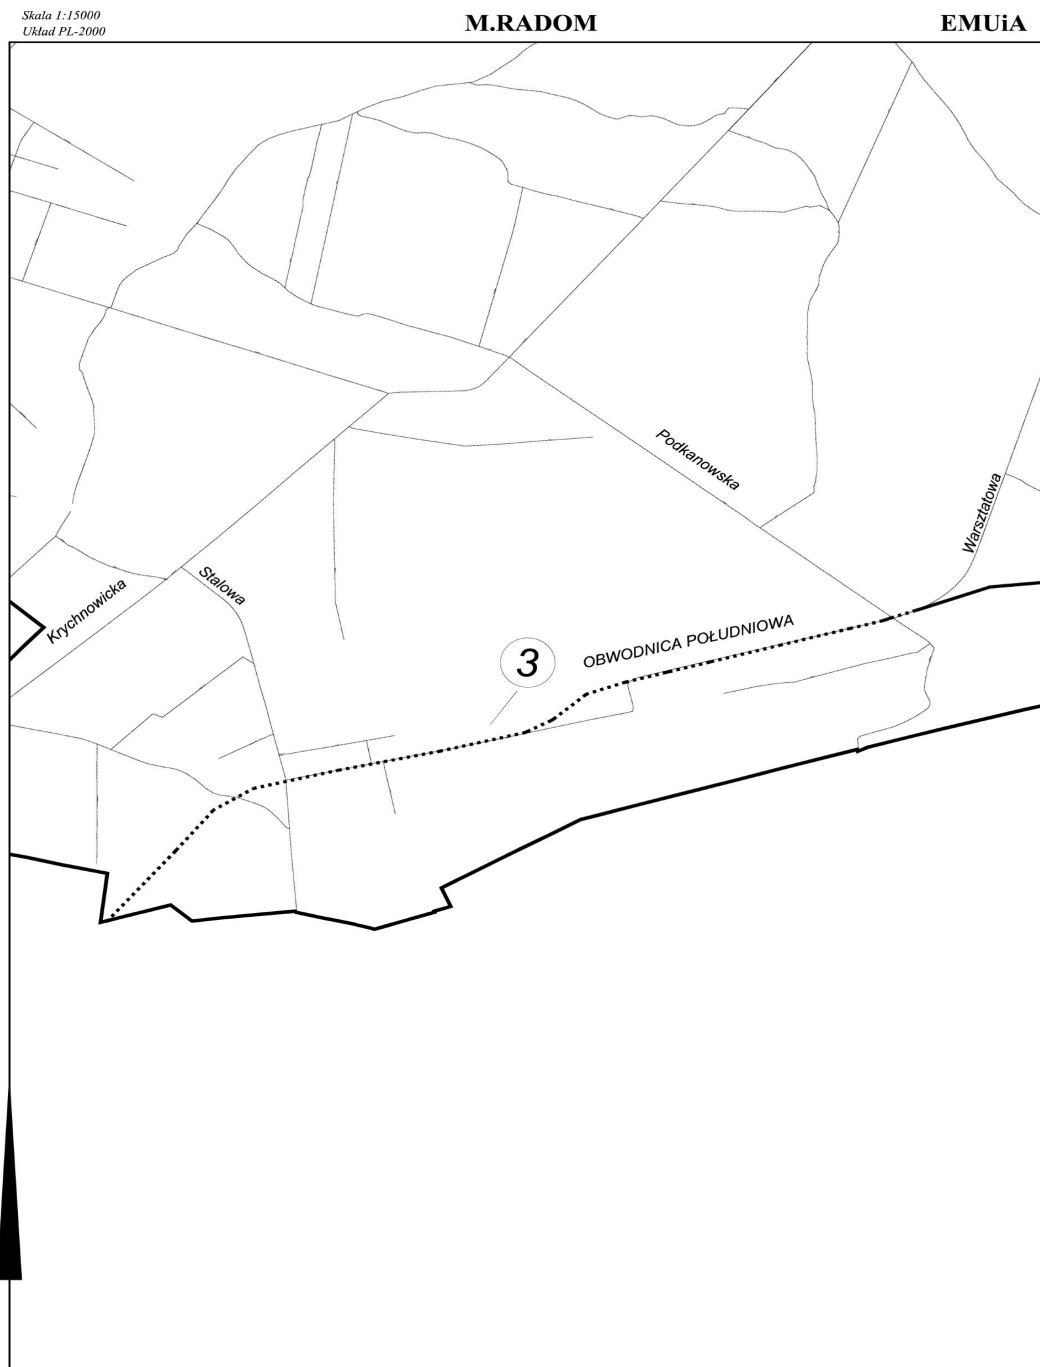 Skala 1:15000
Układ PL-2000
M.RADOM
EMUiA
Podkanowska
Warsztatowa
Stalowa
Krychnowicka
OBWODNICA POŁUDNIOWA
3